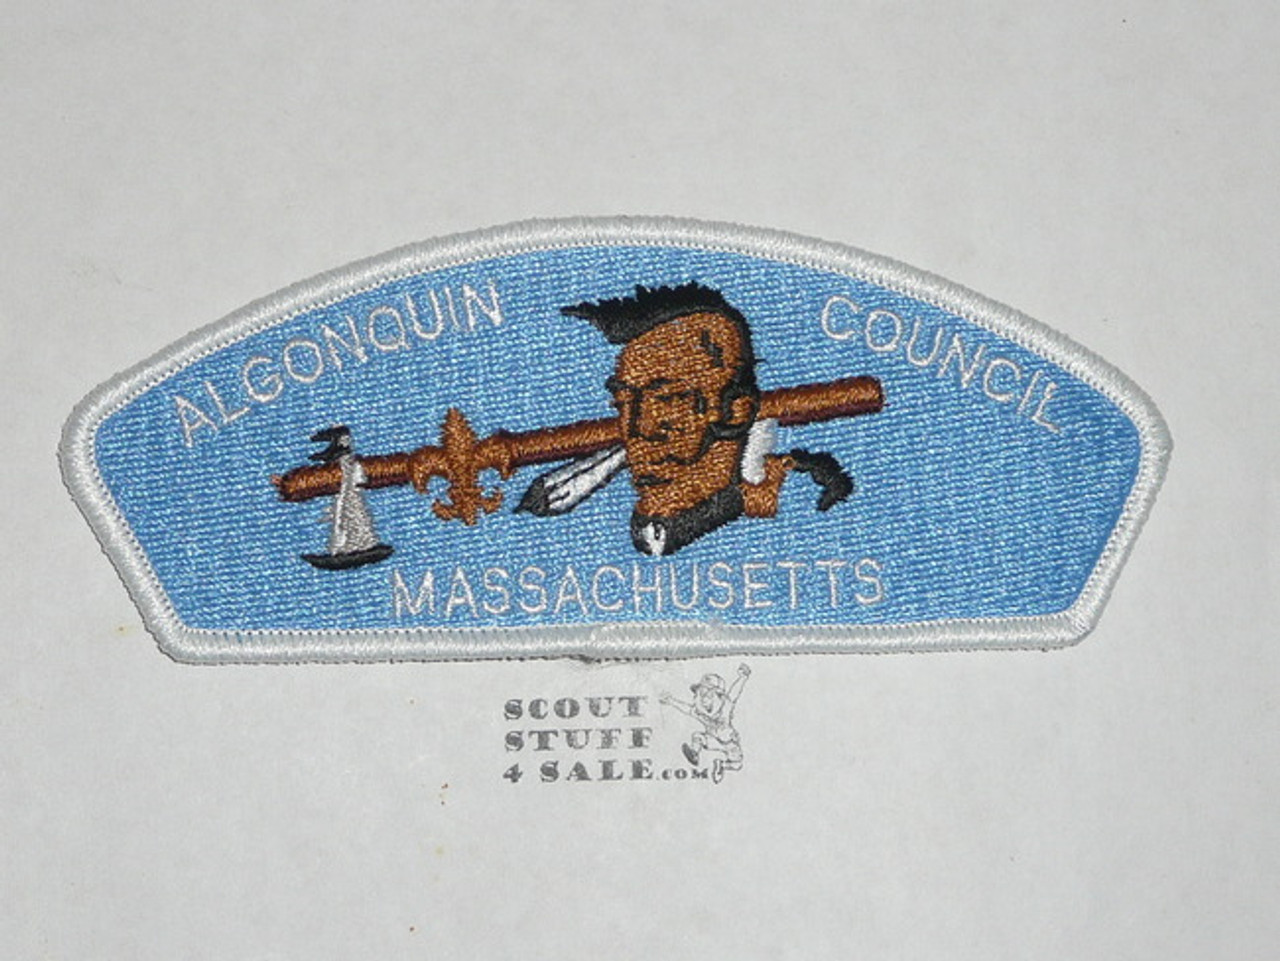 ALGONQUIN COUNCIL
MASSACHUSETTS
SCOUT
STUFF
4 SALE.COM